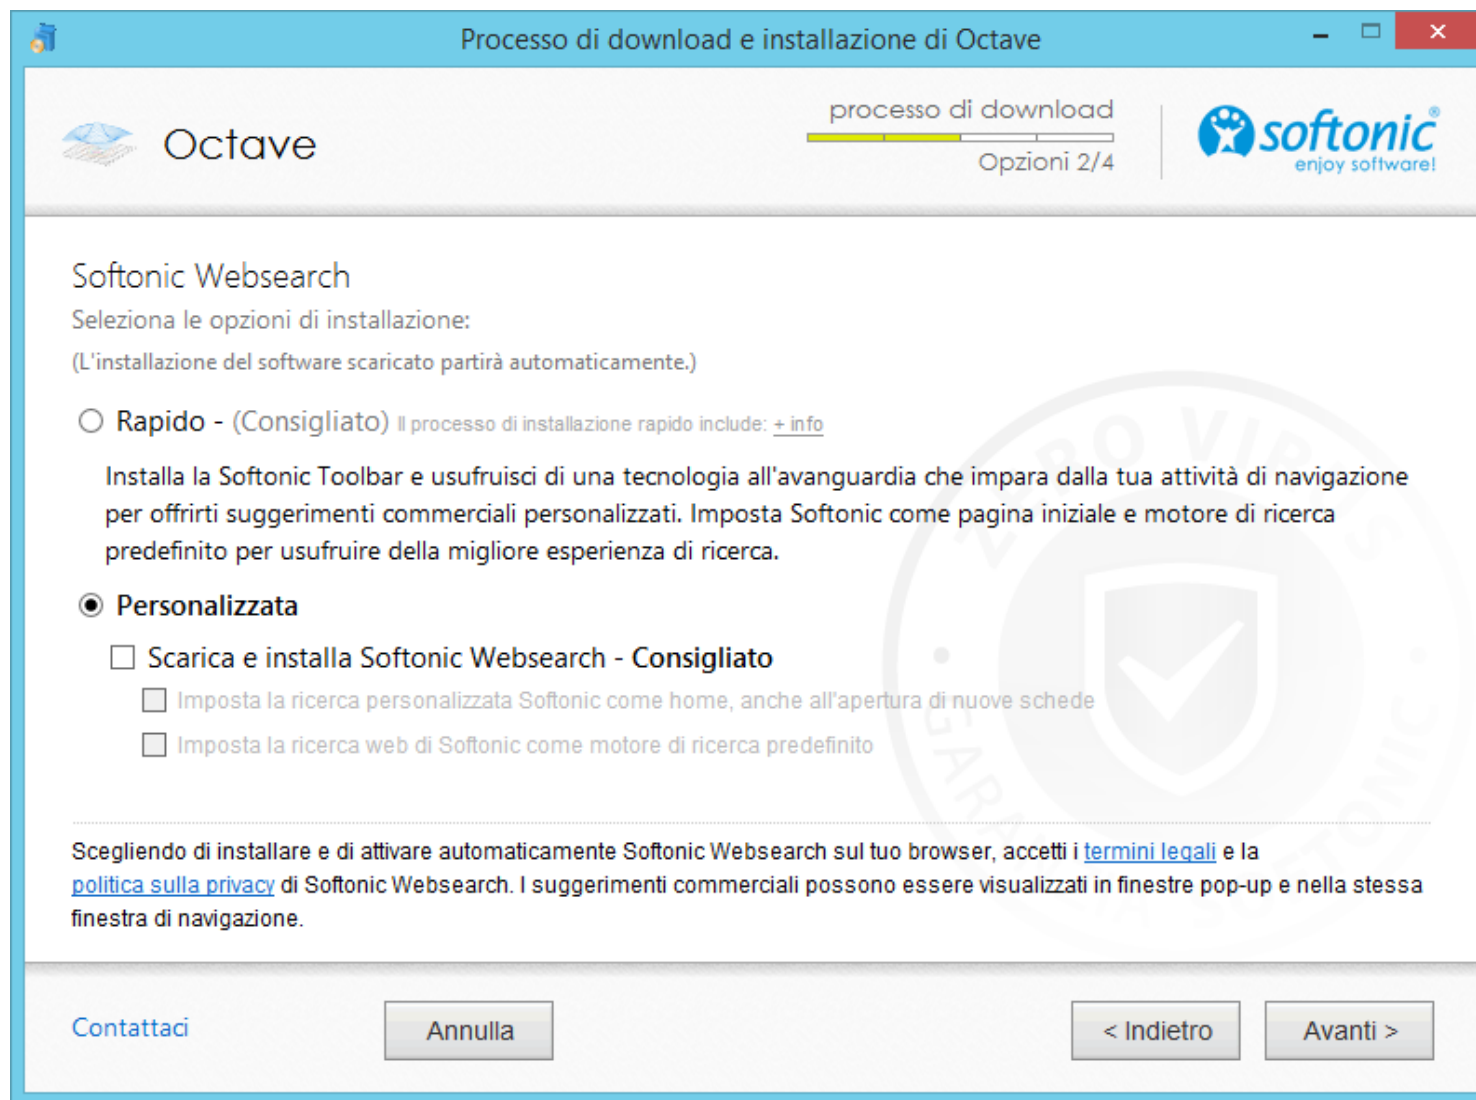 Processo di download e installazione di Octave
Octave
processo di download
Opzioni 2/4
softonic®
enjoy software!
Softonic Websearch
Seleziona le opzioni di installazione:
(L'installazione del software scaricato partirà automaticamente.)
Rapido - (Consigliato) Il processo di installazione rapido include: + info
Installa la Softonic Toolbar e usufruisci di una tecnologia all'avanguardia che impara dalla tua attività di navigazione
per offrirti suggerimenti commerciali personalizzati. Imposta Softonic come pagina iniziale e motore di ricerca
predefinito per usufruire della migliore esperienza di ricerca.
Personalizzata
Scarica e installa Softonic Websearch - Consigliato
Imposta la ricerca personalizzata Softonic come home, anche all'apertura di nuove schede
Imposta la ricerca web di Softonic come motore di ricerca predefinito
ZERO VIRUS
GARANZIA SOFTONIC
Scegliendo di installare e di attivare automaticamente Softonic Websearch sul tuo browser, accetti i termini legali e la
politica sulla privacy di Softonic Websearch. I suggerimenti commerciali possono essere visualizzati in finestre pop-up e nella stessa
finestra di navigazione.
Contattaci
Annulla
< Indietro
Avanti >